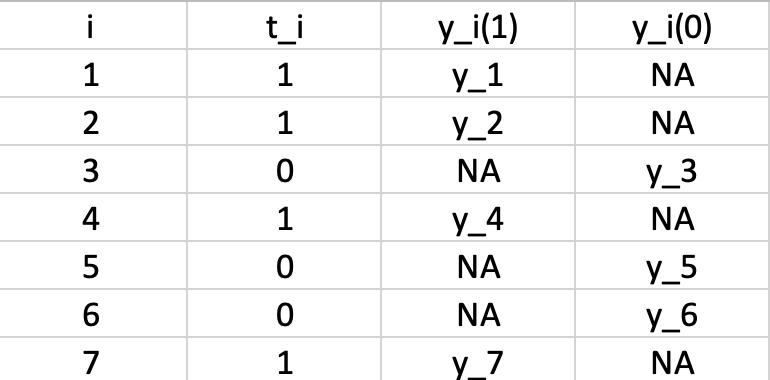 i t_i y_i(1) y_i(0)
1 1 y_1 NA
2 1 y_2 NA
3 0 NA y_3
4 1 y_4 NA
5 0 NA y_5
6 0 NA y_6
7 1 y_7 NA